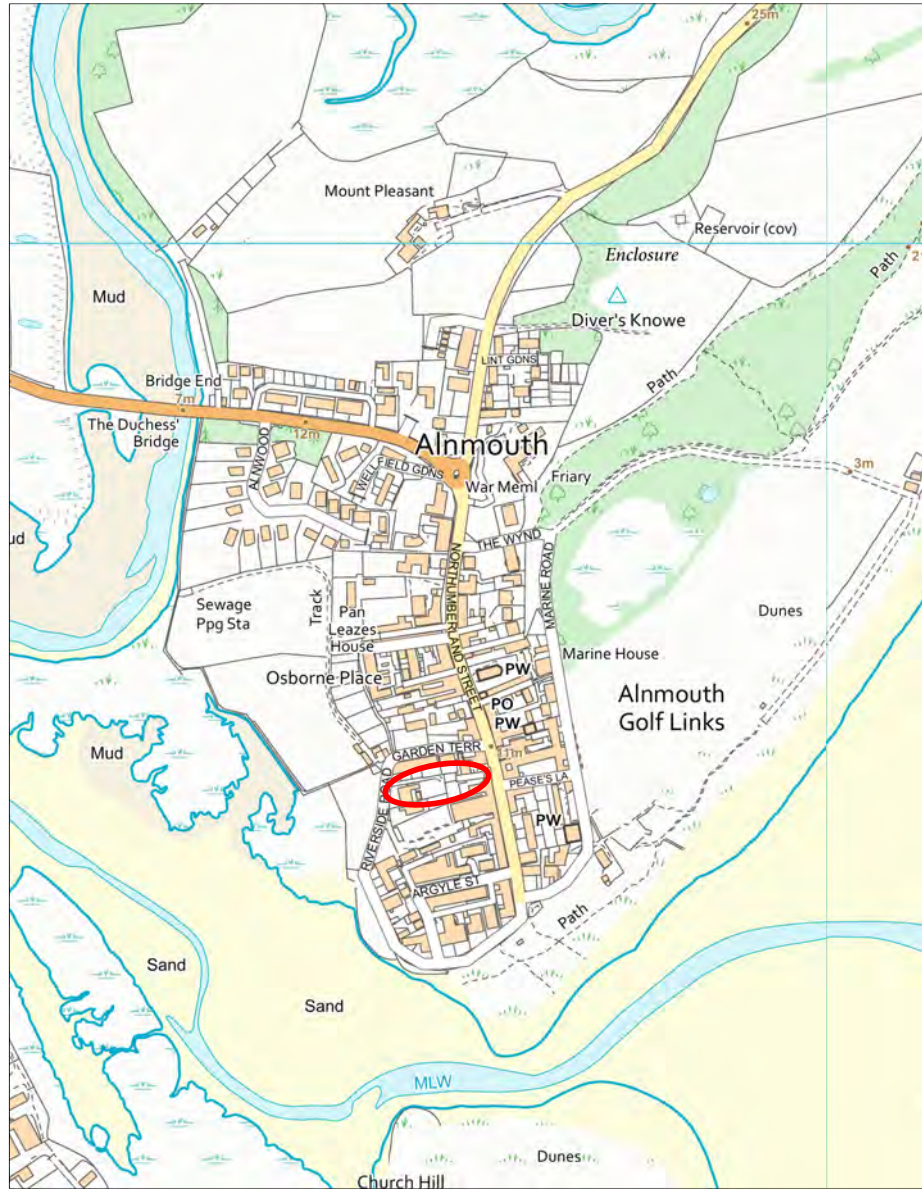 25m
Mount Pleasant
Reservoir (cov)
Enclosure
Path
2
Mud
Diver's Knowe
LINT GDNS
Path
Bridge End
7m
The Duchess'
Bridge
12m
Alnmouth
ALNWOOD
WELL
FIELD GDNS
War Meml
Friary
3m
ud
THE WYND
NORTHUMBERLAND STREET
MARINE ROAD
Sewage
Ppg Sta
Track
Pan
Leazes
House
Dunes
Marine House
Osborne Place
PW
PO
PW
Alnmouth
Golf Links
Mud
GARDEN TERR
11m
RIVERSIDE ROAD
PEASE'S LA
PW
ARGYLE ST
Path
Sand
Sand
MLW
Dunes
Church Hill